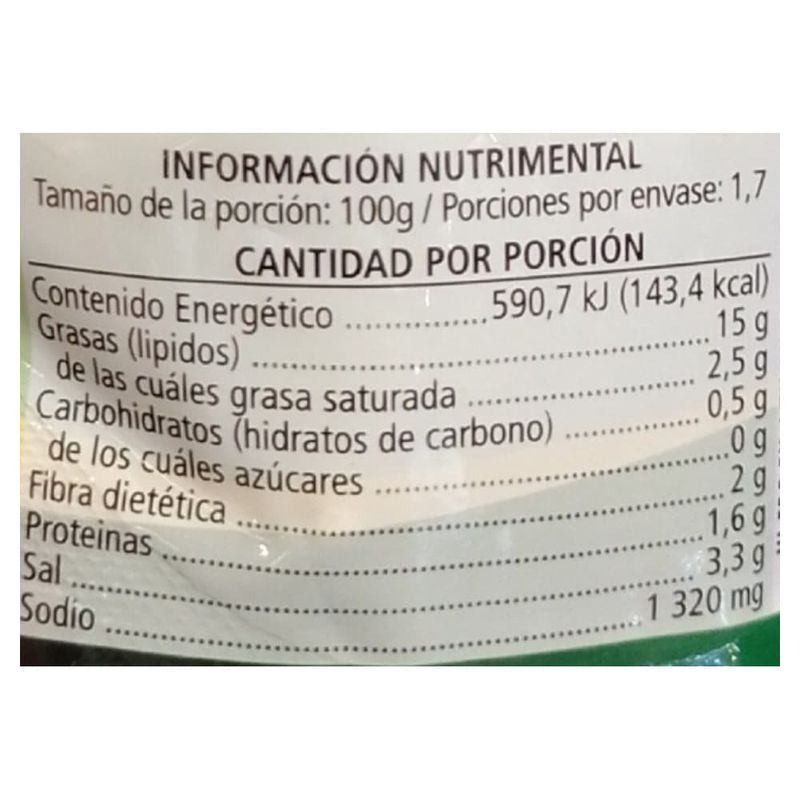 INFORMACIÓN NUTRIMENTAL
Tamaño de la porción: 100g / Porciones por envase: 1,7
CANTIDAD POR PORCIÓN
Contenido Energético ............... 590,7 kJ (143,4 kcal)
Grasas (lipidos) ............... 15 g
de las cuáles grasa saturada ............... 2,5 g
Carbohidratos (hidratos de carbono) ............... 0,5 g
de los cuáles azúcares ............... 0 g
Fibra dietética ............... 2 g
Proteinas ............... 1,6 g
Sal ............... 3,3 g
Sodio ............... 1 320 mg